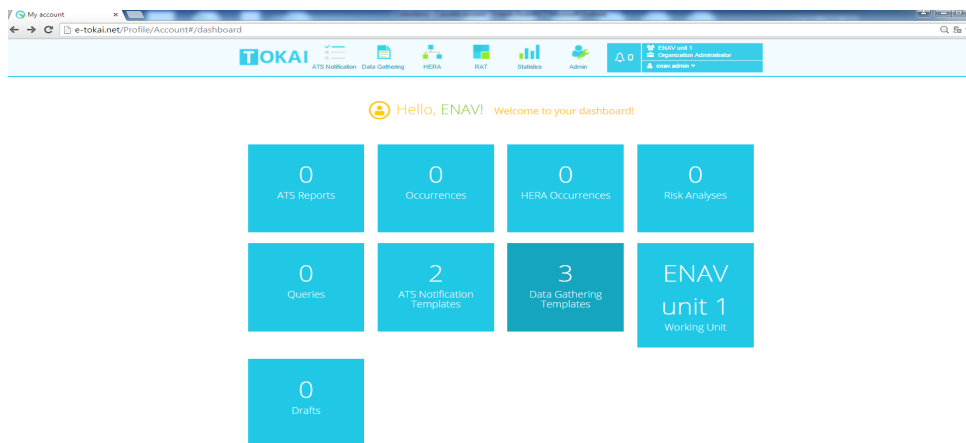 My account
e-tokai.net/Profile/Account#/dashboard
TOKAI
ATS Notification
Data Gathering
HERA
RAT
Statistics
Admin
0
ENAV unit 1
Organization Administrator
enav admin
Hello, ENAV! Welcome to your dashboard!
0
ATS Reports
0
Occurrences
0
HERA Occurrences
0
Risk Analyses
0
Queries
2
ATS Notification
Templates
3
Data Gathering
Templates
ENAV
unit 1
Working Unit
0
Drafts